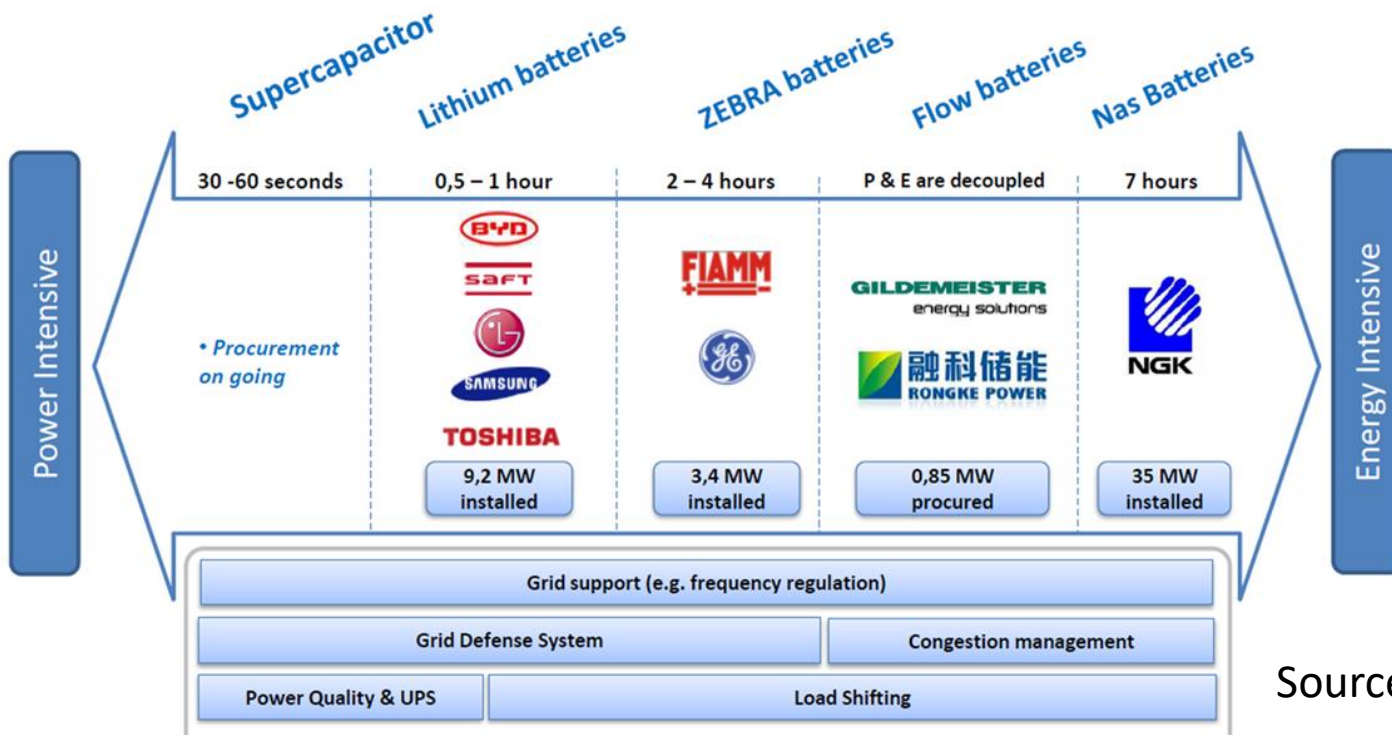 Supercapacitor
Lithium batteries
ZEBRA batteries
Flow batteries
Nas Batteries
Power Intensive
30 -60 seconds
0,5 – 1 hour
2 – 4 hours
P & E are decoupled
7 hours
Energy Intensive
• Procurement
on going
BYD
SAFT
LG
SAMSUNG
TOSHIBA
9,2 MW
installed
FIAMM
GE
3,4 MW
installed
GILDEMEISTER
energy solutions
融科储能
RONGKE POWER
0,85 MW
procured
NGK
35 MW
installed
Grid support (e.g. frequency regulation)
Grid Defense System
Congestion management
Power Quality & UPS
Load Shifting
Source